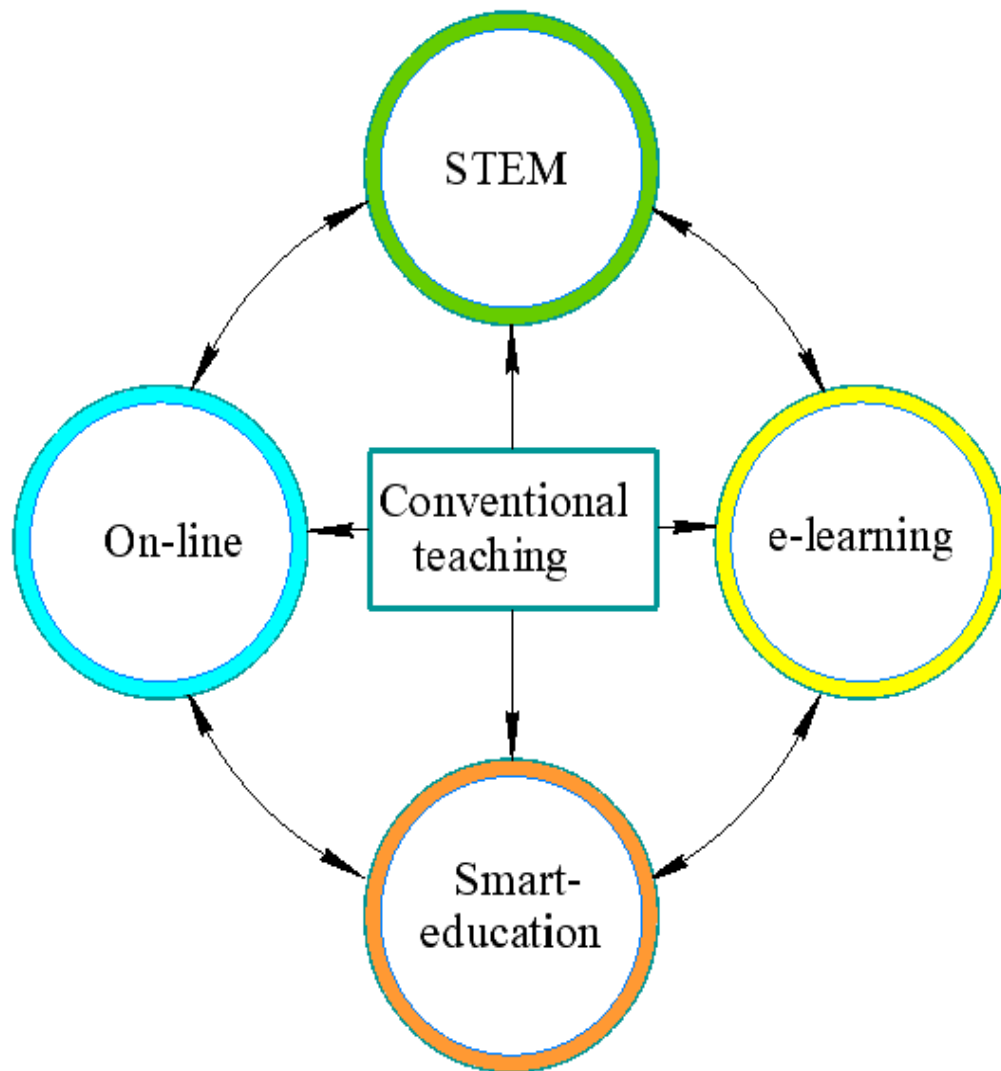 STEM
On-line
Conventional
teaching
e-learning
Smart-
education